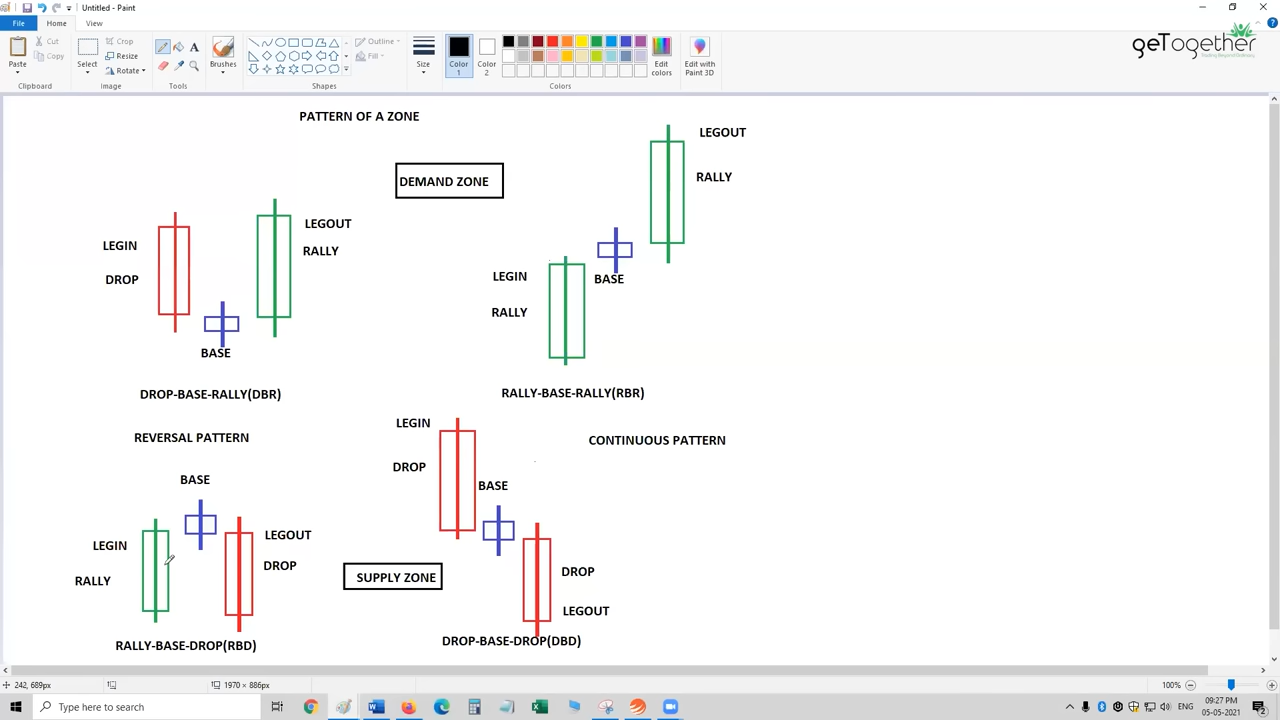 Untitled - Paint
File
Home
View
Paste
Cut
Copy
Clipboard
Select
Crop
Resize
Rotate
Image
Tools
Brushes
Shapes
Outline
Fill
Size
Color 1
Color 2
Colors
Edit colors
Edit with Paint 3D
geTogether
PATTERN OF A ZONE
DEMAND ZONE
LEGIN
DROP
BASE
LEGOUT
RALLY
DROP-BASE-RALLY(DBR)
LEGIN
RALLY
BASE
LEGOUT
RALLY
RALLY-BASE-RALLY(RBR)
REVERSAL PATTERN
CONTINUOUS PATTERN
BASE
LEGIN
RALLY
LEGOUT
DROP
RALLY-BASE-DROP(RBD)
SUPPLY ZONE
LEGIN
DROP
BASE
DROP
LEGOUT
DROP-BASE-DROP(DBD)
242, 689px
1970 × 886px
100%
Type here to search
ENG
09:27 PM
05-05-2021
2